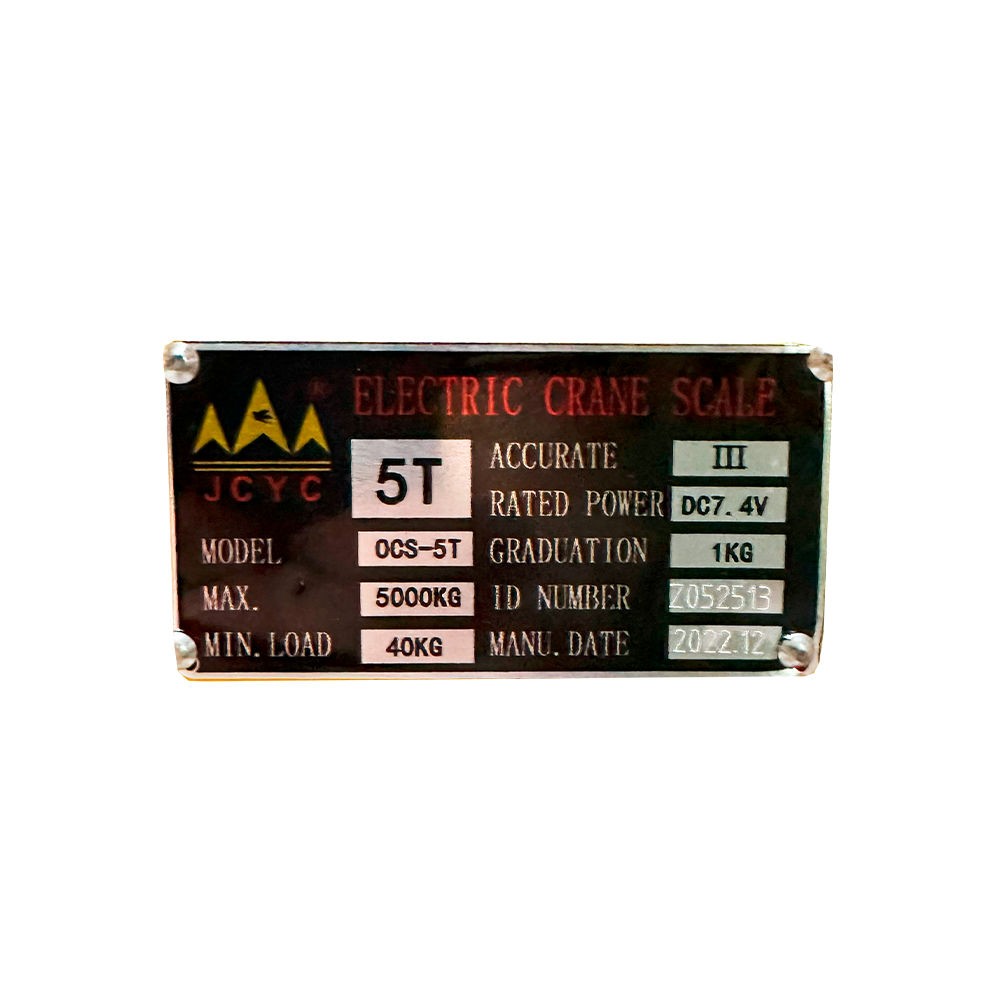 ® ELECTRIC CRANE SCALE
JCYC
5T
ACCURATE III
RATED POWER DC7.4V
MODEL OCS-5T GRADUATION 1KG
MAX. 5000KG ID NUMBER Z052513
MIN.LOAD 40KG MANU.DATE 2022.12